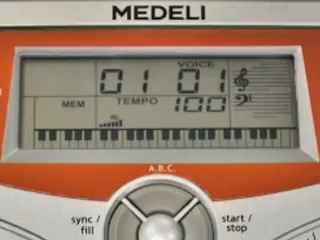 MEDELI
VOICE
01 01
MEM TEMPO 100
A.B.C.
sync / fill
start / stop